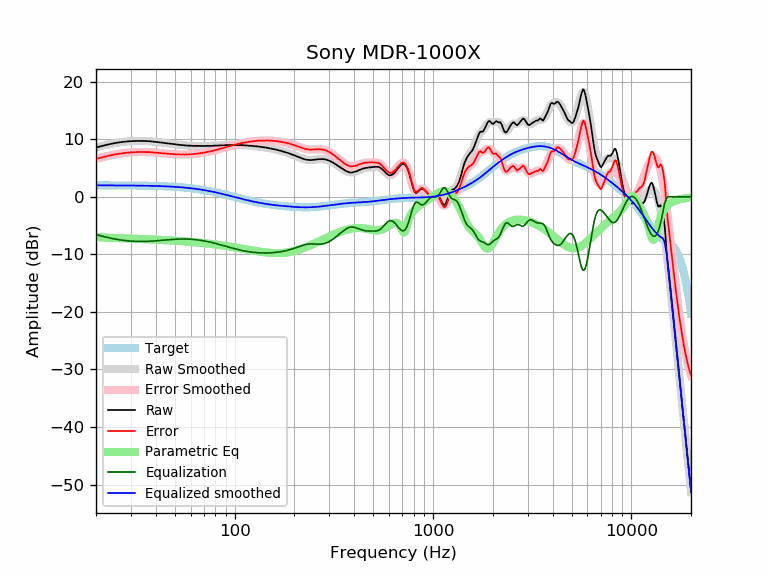 Sony MDR-1000X
20
10
0
−10
−20
−30
−40
−50
Amplitude (dBr)
Target
Raw Smoothed
Error Smoothed
Raw
Error
Parametric Eq
Equalization
Equalized smoothed
100
1000
10000
Frequency (Hz)